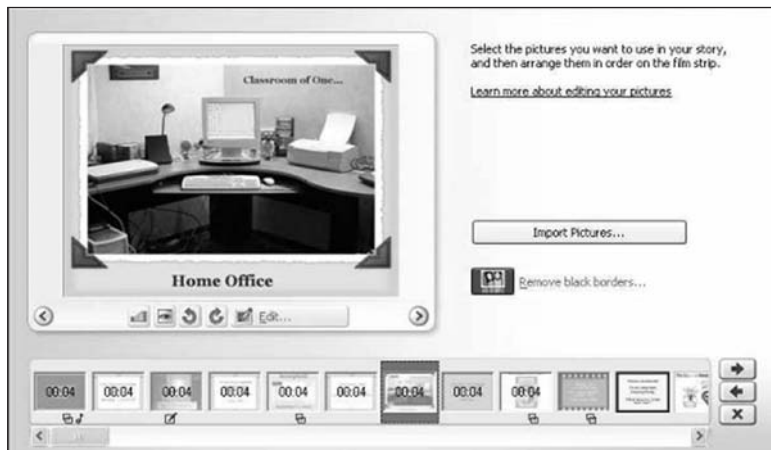 Classroom of One...
Home Office
Select the pictures you want to use in your story,
and then arrange them in order on the film strip.
Learn more about editing your pictures
Import Pictures...
Remove black borders...
Edit...
00:04
00:04
00:04
00:04
00:04
00:04
00:04
00:04
00:04